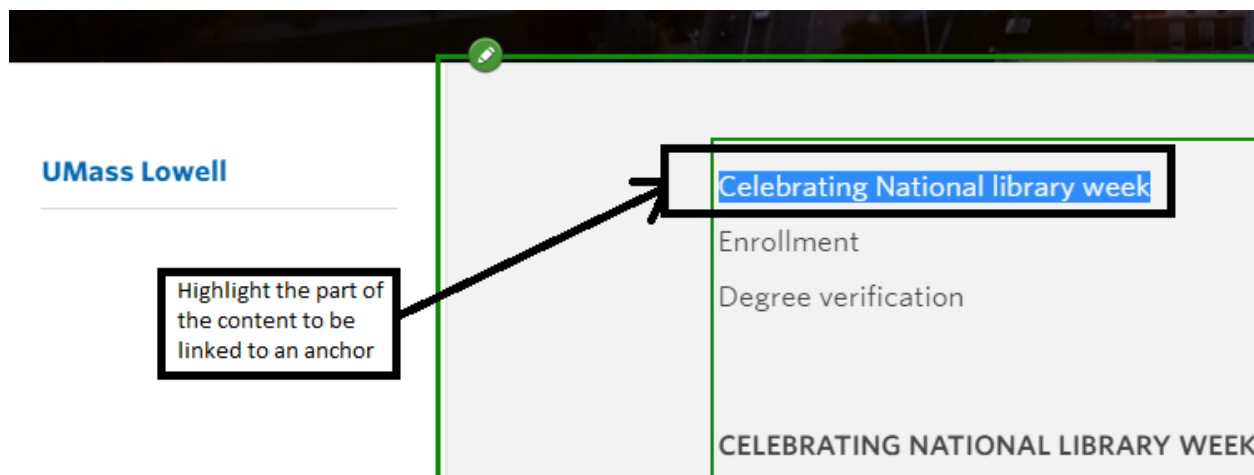 UMass Lowell
Celebrating National library week
Enrollment
Degree verification
Highlight the part of
the content to be
linked to an anchor
CELEBRATING NATIONAL LIBRARY WEEK